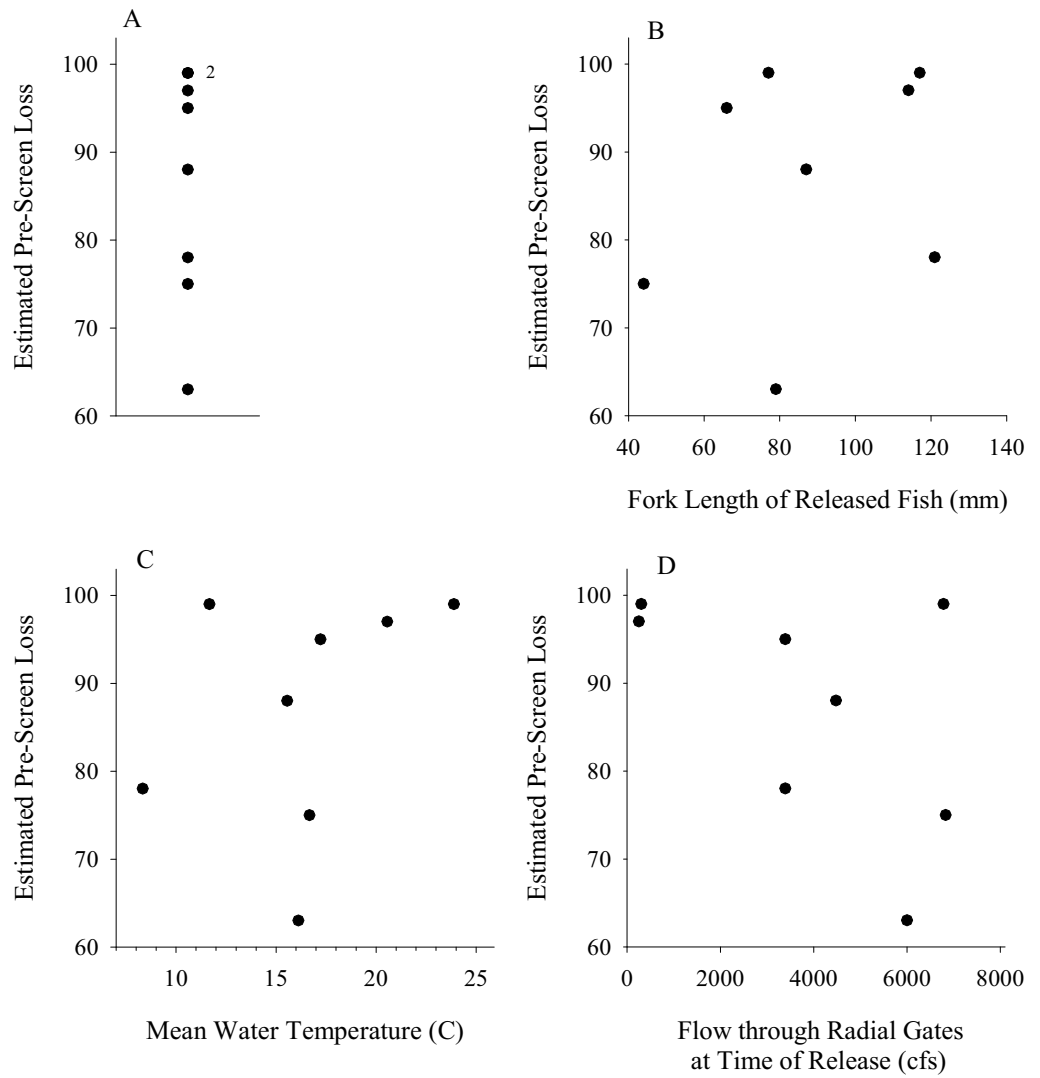 A
Estimated Pre-Screen Loss
100
90
80
70
60
2
B
Estimated Pre-Screen Loss
100
90
80
70
60
40 60 80 100 120 140
Fork Length of Released Fish (mm)
C
Estimated Pre-Screen Loss
100
90
80
70
60
10 15 20 25
Mean Water Temperature (C)
D
Estimated Pre-Screen Loss
100
90
80
70
60
0 2000 4000 6000 8000
Flow through Radial Gates
at Time of Release (cfs)